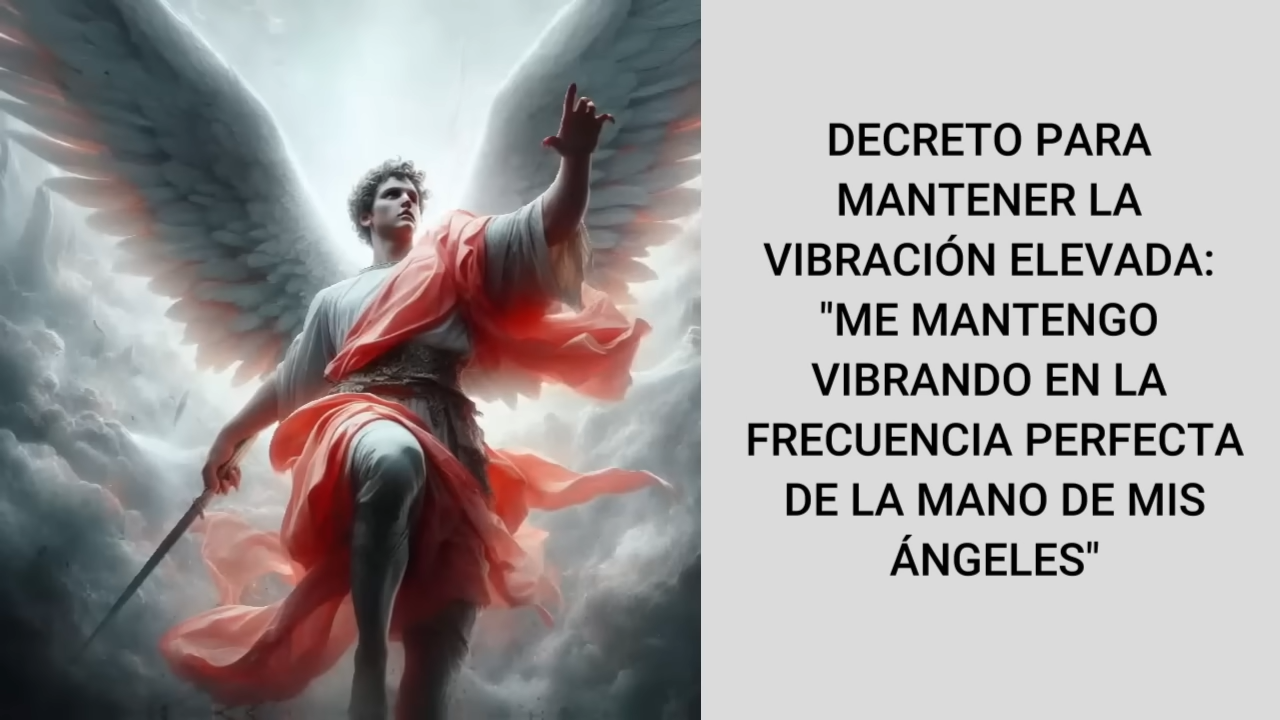 DECRETO PARA
MANTENER LA
VIBRACIÓN ELEVADA:
"ME MANTENGO
VIBRANDO EN LA
FRECUENCIA PERFECTA
DE LA MANO DE MIS
ÁNGELES"